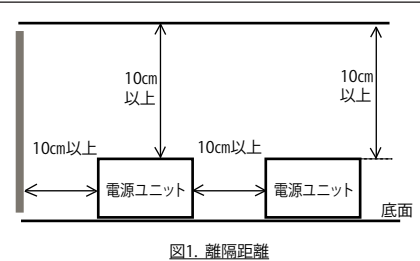 10cm
以上
10cm
以上
10cm以上
10cm以上
電源ユニット
電源ユニット
底面
図1. 離隔距離